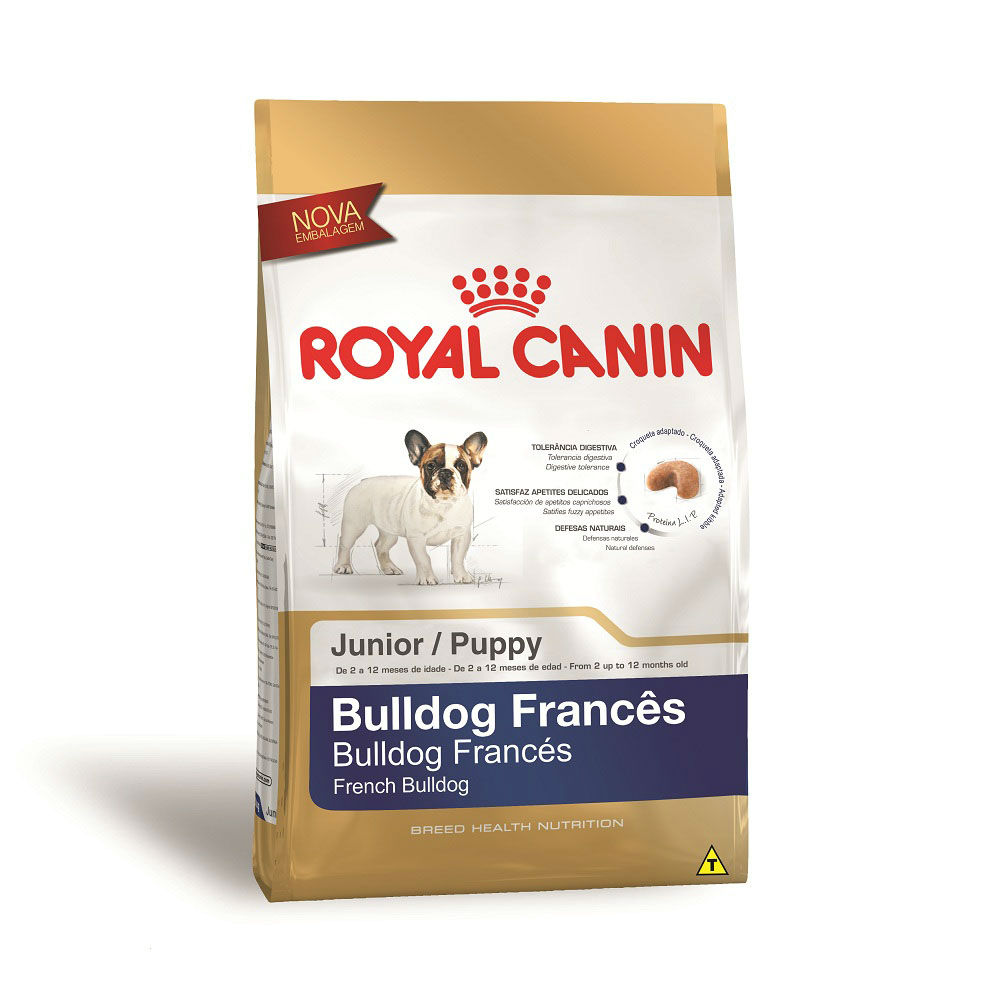 NOVA
EMBALAGEM
ROYAL CANIN
TOLERÂNCIA DIGESTIVA
Tolerancia digestiva
Digestive tolerance
SATISFAZ APETITES DELICADOS
Satisfacción de apetitos caprichosos
Satifies fuzzy appetites
DEFESAS NATURAIS
Defensas naturales
Natural defenses
Croquete adaptado - Croqueta adaptada - Adapted kibble
Proteína L.I.P.
Junior / Puppy
De 2 a 12 meses de idade - De 2 a 12 meses de edad - From 2 up to 12 months old
Bulldog Francês
Bulldog Francés
French Bulldog
BREED HEALTH NUTRITION
T
Jun